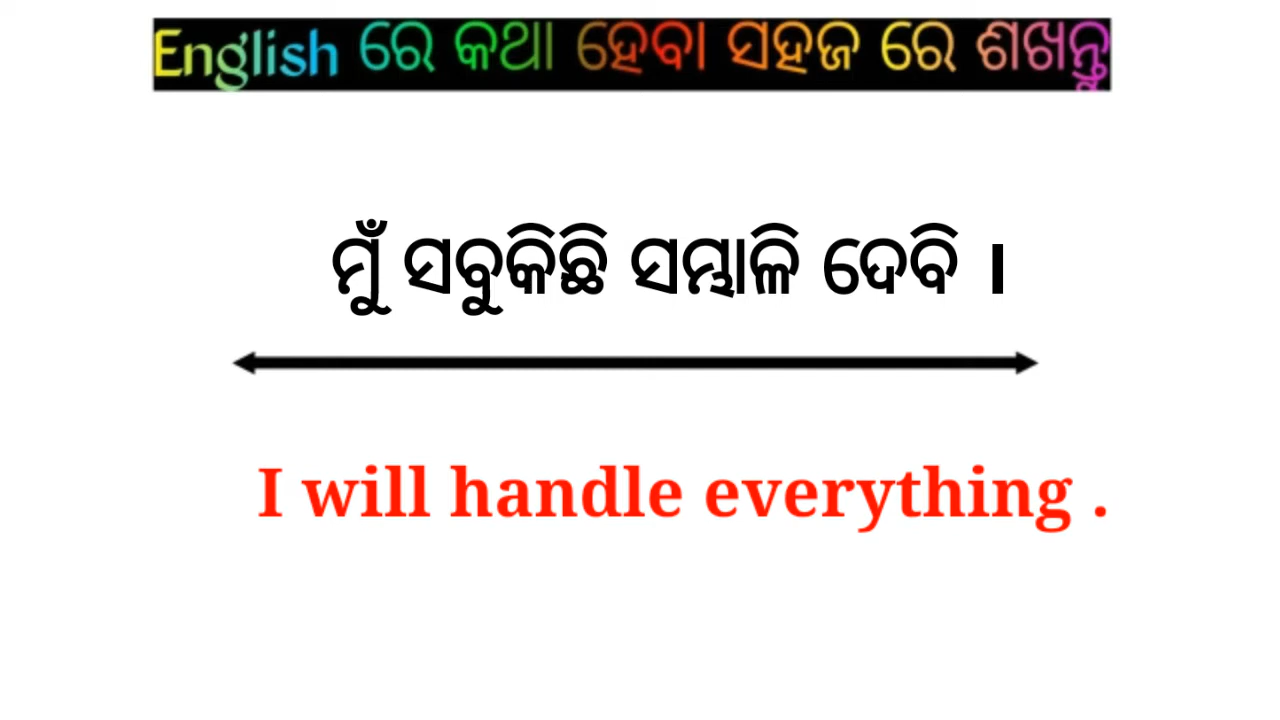 English ରେ କଥା ହେବା ସହଜ ରେ ଶିଖନ୍ତୁ
ମୁଁ ସବୁକିଛି ସମ୍ଭାଳି ଦେବି ।
I will handle everything .